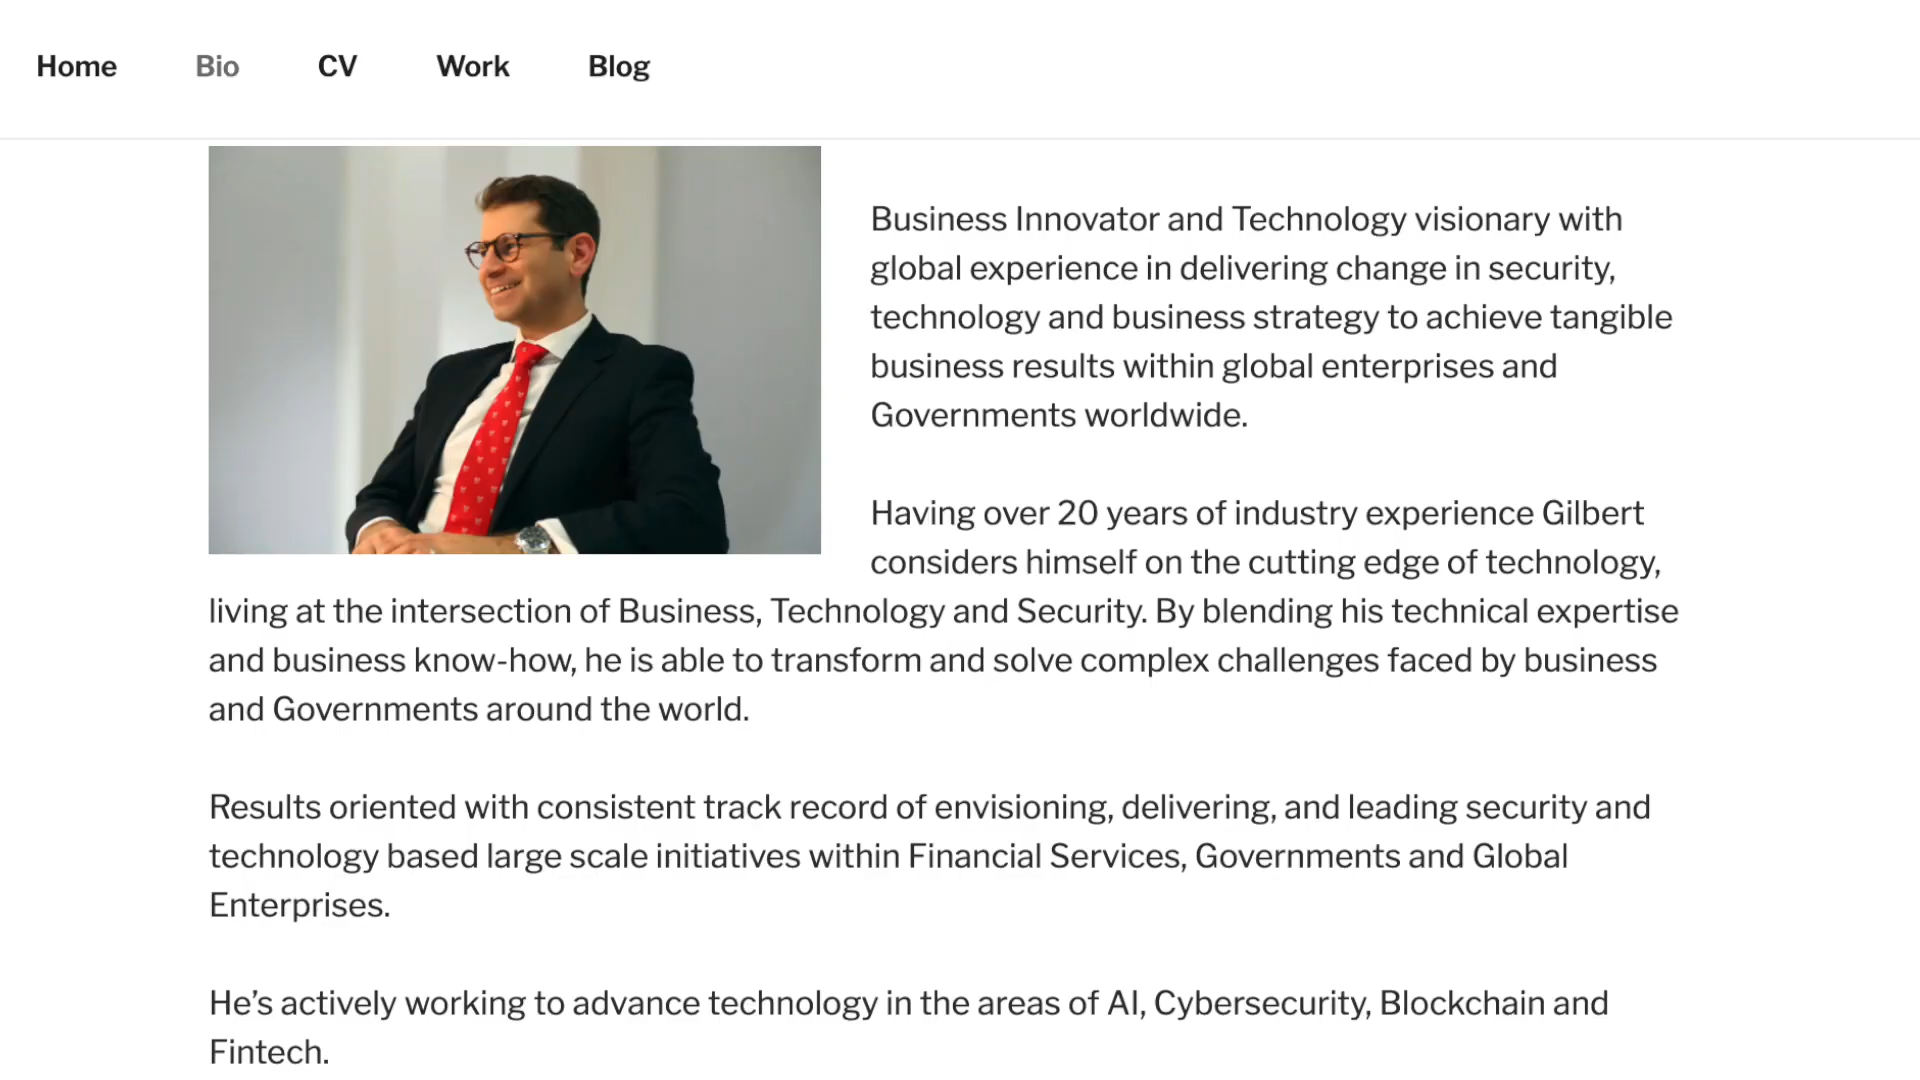 Home Bio CV Work Blog
Business Innovator and Technology visionary with
global experience in delivering change in security,
technology and business strategy to achieve tangible
business results within global enterprises and
Governments worldwide.
Having over 20 years of industry experience Gilbert
considers himself on the cutting edge of technology,
living at the intersection of Business, Technology and Security. By blending his technical expertise
and business know-how, he is able to transform and solve complex challenges faced by business
and Governments around the world.
Results oriented with consistent track record of envisioning, delivering, and leading security and
technology based large scale initiatives within Financial Services, Governments and Global
Enterprises.
He’s actively working to advance technology in the areas of AI, Cybersecurity, Blockchain and
Fintech.